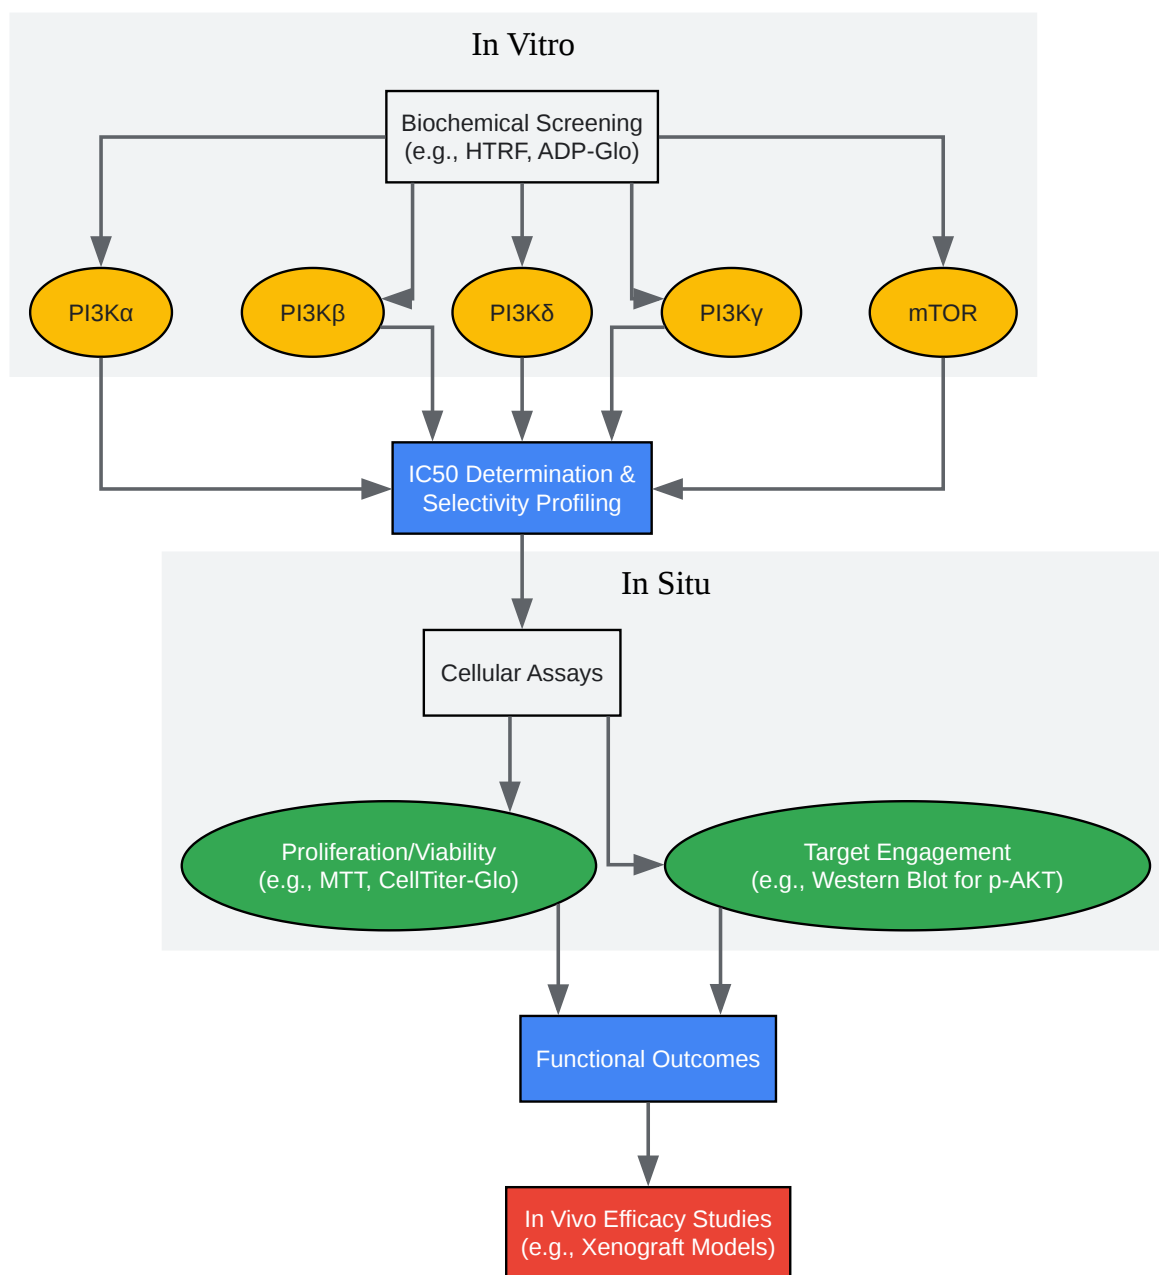 In Vitro
Biochemical Screening
(e.g., HTRF, ADP-Glo)
PI3Kα
PI3Kβ
PI3Kδ
PI3Kγ
mTOR
IC50 Determination &
Selectivity Profiling
In Situ
Cellular Assays
Proliferation/Viability
(e.g., MTT, CellTiter-Glo)
Target Engagement
(e.g., Western Blot for p-AKT)
Functional Outcomes
In Vivo Efficacy Studies
(e.g., Xenograft Models)